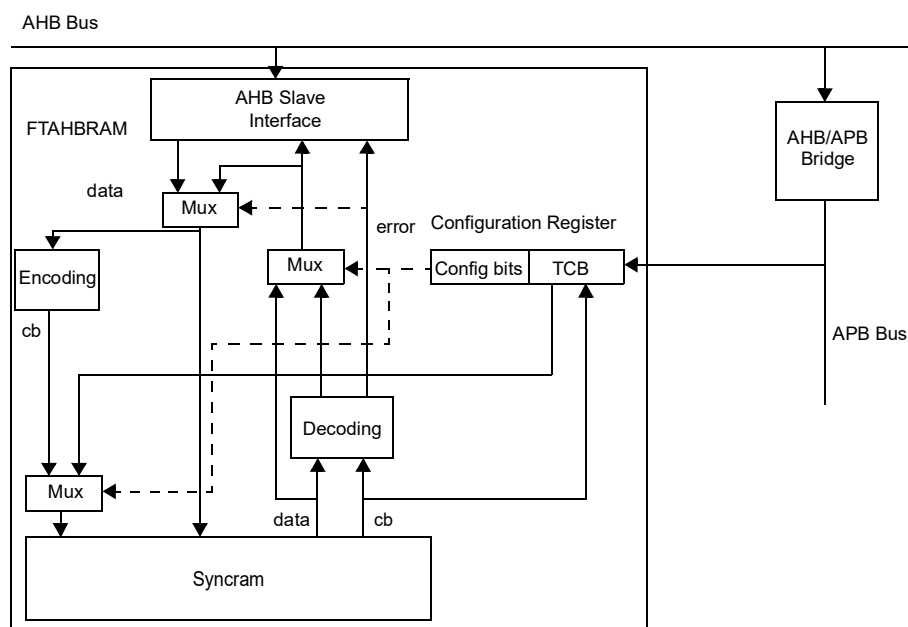 AHB Bus
AHB Slave
Interface
FTAHBRAM
AHB/APB
Bridge
data
Mux
error
Configuration Register
Encoding
Mux
Config bits
TCB
cb
APB Bus
Decoding
Mux
data
cb
Syncram